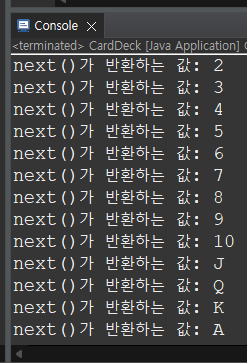 Console
<terminated> CardDeck [Java Application]
next()가 반환하는 값: 2
next()가 반환하는 값: 3
next()가 반환하는 값: 4
next()가 반환하는 값: 5
next()가 반환하는 값: 6
next()가 반환하는 값: 7
next()가 반환하는 값: 8
next()가 반환하는 값: 9
next()가 반환하는 값: 10
next()가 반환하는 값: J
next()가 반환하는 값: Q
next()가 반환하는 값: K
next()가 반환하는 값: A